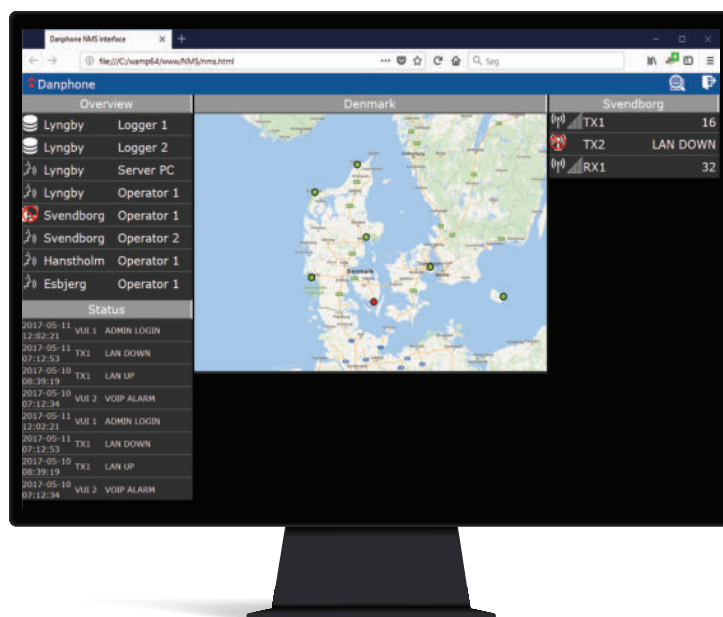 Danphone NMS Interface
file:///C:/wamp64/www/NMS/nms.html
Søg
Danphone
Overview
Lyngby Logger 1
Lyngby Logger 2
Lyngby Server PC
Lyngby Operator 1
Svendborg Operator 1
Svendborg Operator 2
Hanstholm Operator 1
Esbjerg Operator 1
Status
2017-05-11
12:02:21 VUI 1 ADMIN LOGIN
2017-05-11
07:12:53 TX1 LAN DOWN
2017-05-10
08:39:19 TX1 LAN UP
2017-05-10
07:12:34 VUI 2 VOIP ALARM
2017-05-11
12:02:21 VUI 1 ADMIN LOGIN
2017-05-11
07:12:53 TX1 LAN DOWN
2017-05-10
08:39:19 TX1 LAN UP
2017-05-10
07:12:34 VUI 2 VOIP ALARM
Denmark
Denmark
Svendborg
TX1 16
TX2 LAN DOWN
RX1 32